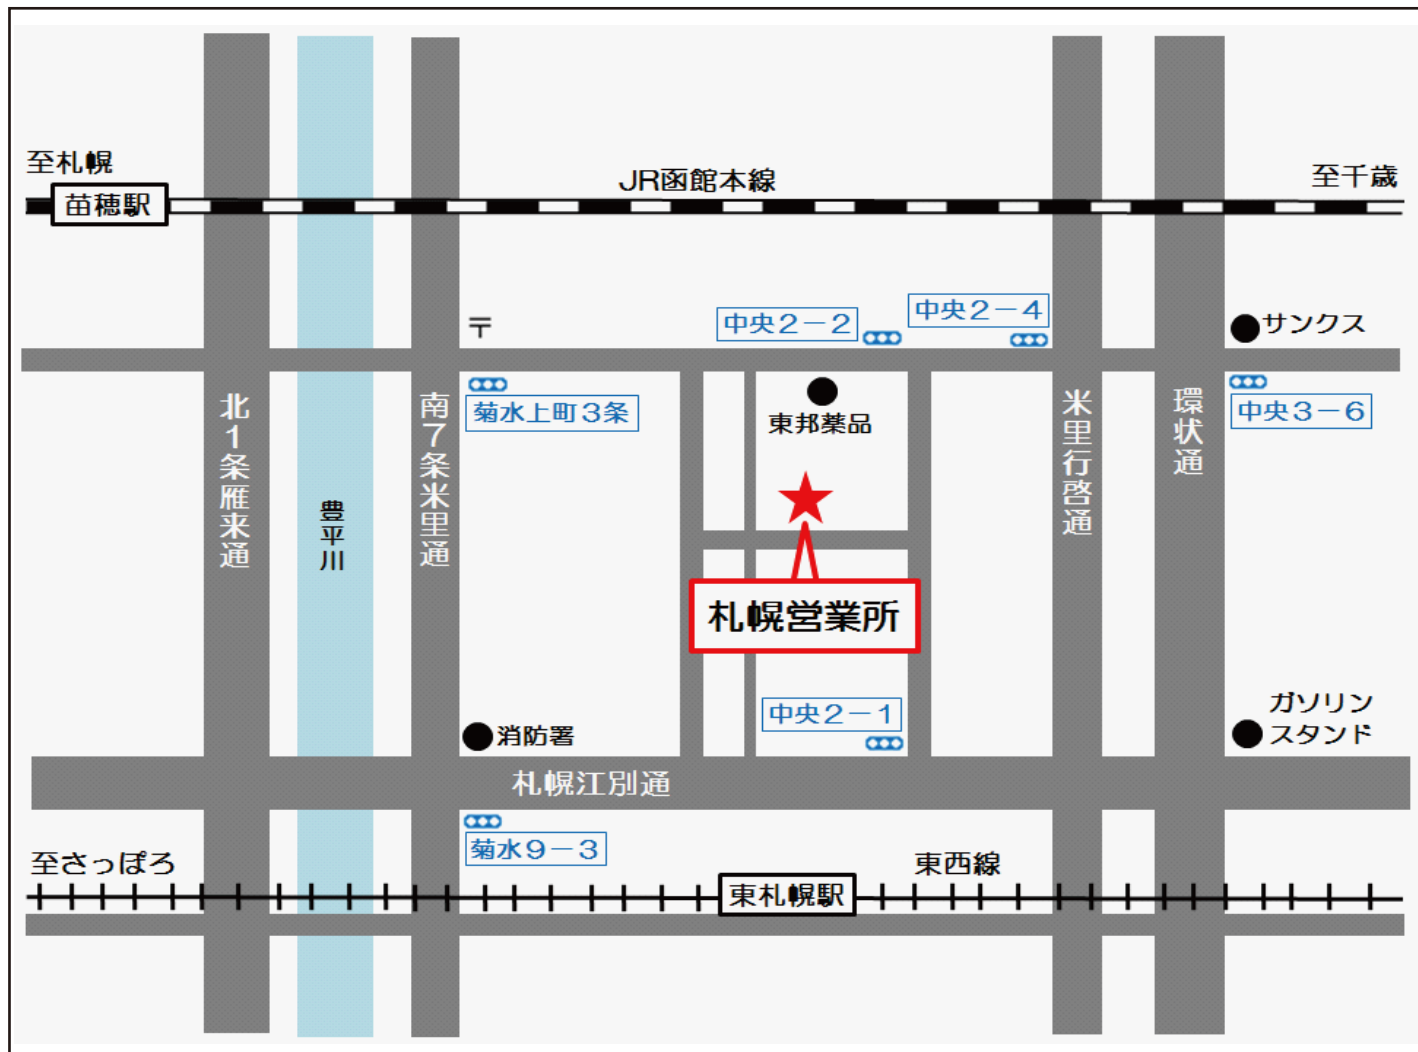 至札幌
苗穂駅
JR函館本線
至千歳
〒
中央2-2
中央2-4
サンクス
菊水上町3条
東邦薬品
中央3-6
北1条雁来通
豊平川
南7条米里通
米里行啓通
環状通
札幌営業所
消防署
中央2-1
ガソリン
スタンド
札幌江別通
菊水9-3
至さっぽろ
東札幌駅
東西線